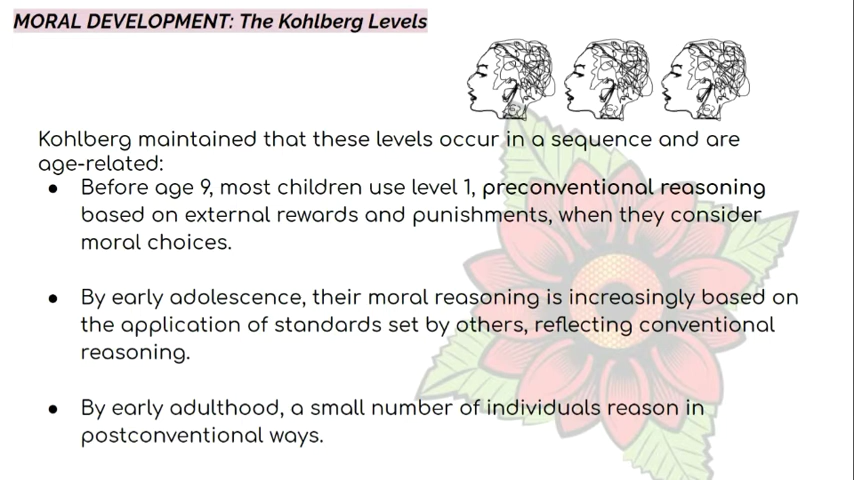 MORAL DEVELOPMENT: The Kohlberg Levels
Kohlberg maintained that these levels occur in a sequence and are
age-related:
● Before age 9, most children use level 1, preconventional reasoning
based on external rewards and punishments, when they consider
moral choices.
● By early adolescence, their moral reasoning is increasingly based on
the application of standards set by others, reflecting conventional
reasoning.
● By early adulthood, a small number of individuals reason in
postconventional ways.